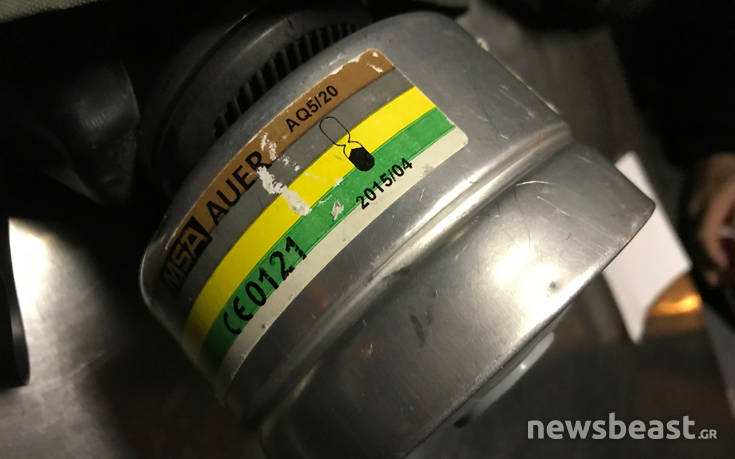 MSA AUER AQ5/20
2015/04
CE0121
newsbeast.GR